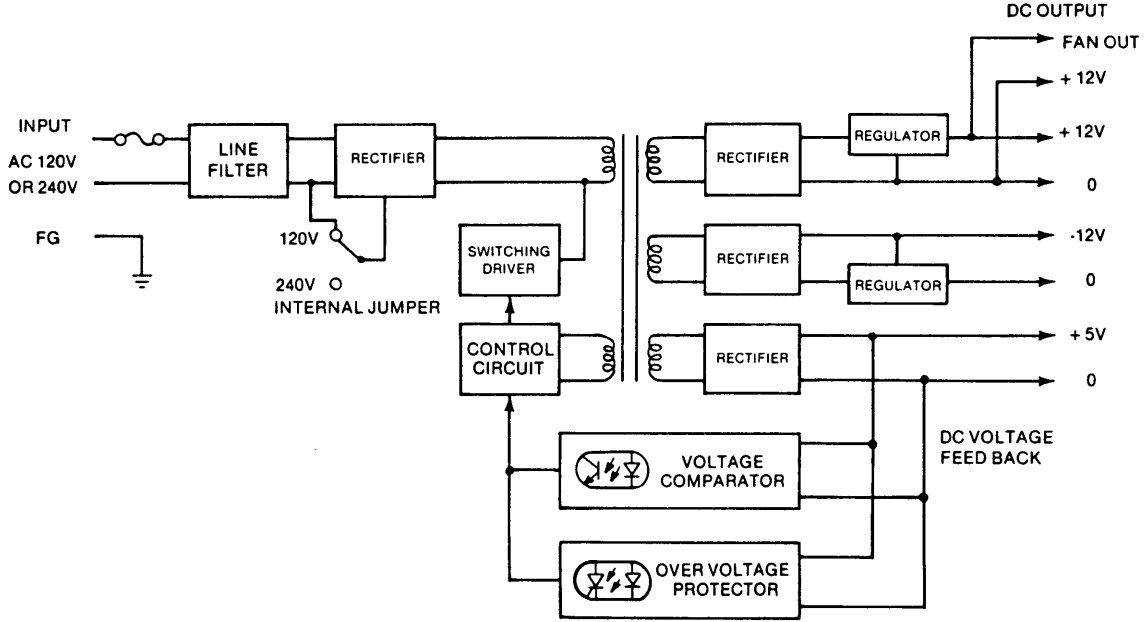 DC OUTPUT
FAN OUT
+ 12V
INPUT
AC 120V
OR 240V
LINE
FILTER
RECTIFIER
RECTIFIER
REGULATOR
+ 12V
0
FG
120V
240V
INTERNAL JUMPER
SWITCHING
DRIVER
RECTIFIER
REGULATOR
-12V
0
CONTROL
CIRCUIT
RECTIFIER
+ 5V
0
VOLTAGE
COMPARATOR
DC VOLTAGE
FEED BACK
OVER VOLTAGE
PROTECTOR